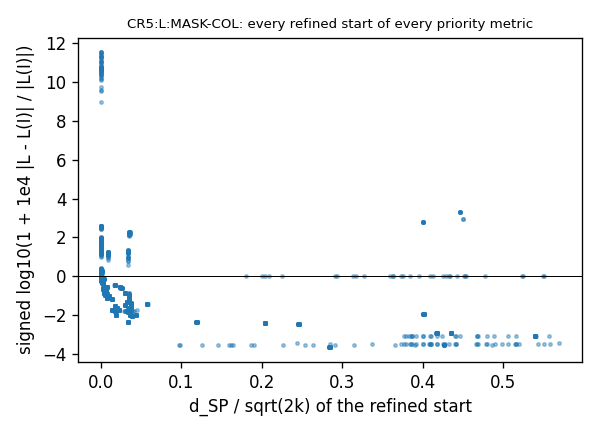 CR5:L:MASK-COL: every refined start of every priority metric
signed log10(1 + 1e4 |L - L(I)| / |L(I)|)
12
10
8
6
4
2
0
−2
−4
0.0 0.1 0.2 0.3 0.4 0.5
d_SP / sqrt(2k) of the refined start